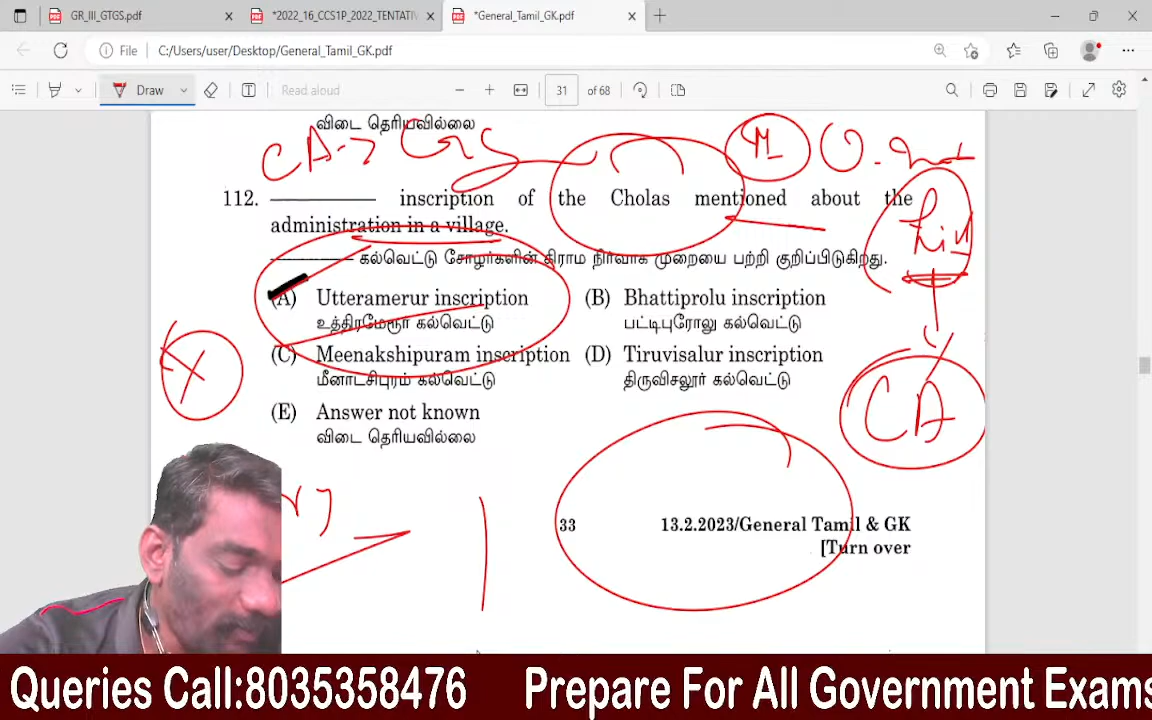 GR_III_GTGS.pdf
*2022_16_CCS1P_2022_TENTATIV
*General_Tamil_GK.pdf
File
C:/Users/user/Desktop/General_Tamil_GK.pdf
Draw
Read aloud
31
of 68
விடை தெரியவில்லை
CA
M
112. ________ inscription of the Cholas mentioned about the
administration in a village.
________ கல்வெட்டு சோழர்களின் கிராம நிர்வாக முறையை பற்றி குறிப்பிடுகிறது.
(A) Utteramerur inscription
உத்திரமேரூர் கல்வெட்டு
(B) Bhattiprolu inscription
பட்டிபுரோலு கல்வெட்டு
(C) Meenakshipuram inscription
மீனாட்சிபுரம் கல்வெட்டு
(D) Tiruvisalur inscription
திருவிசலூர் கல்வெட்டு
(E) Answer not known
விடை தெரியவில்லை
X
CA
33
13.2.2023/General Tamil & GK
[Turn over
Queries Call:8035358476 Prepare For All Government Exams